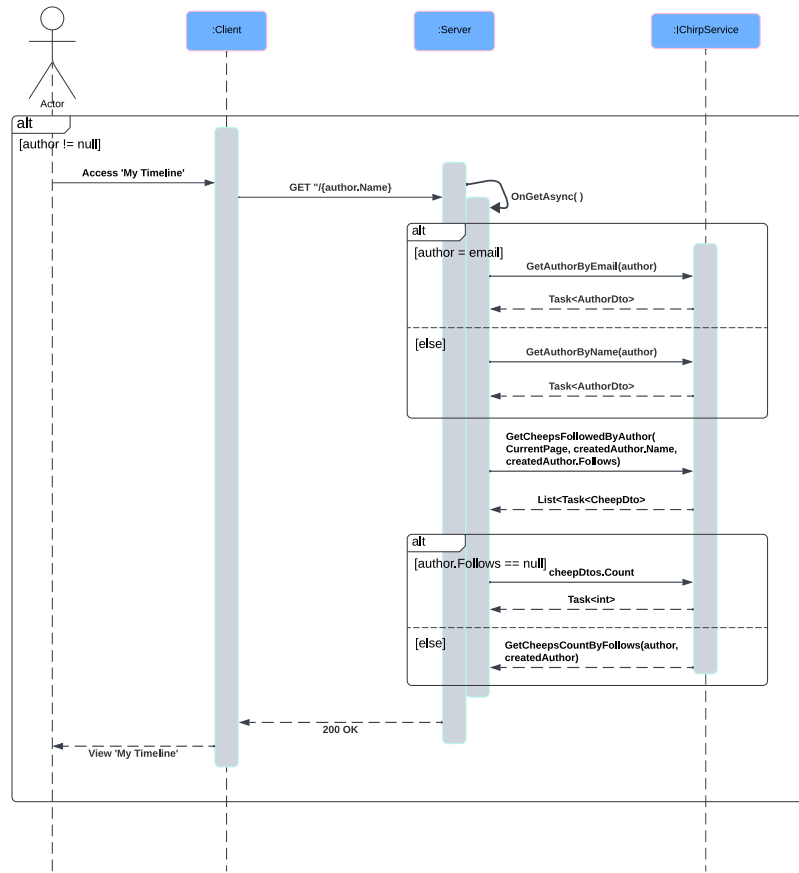 :Client
:Server
:IChirpService
Actor
alt
[author != null]
Access 'My Timeline'
GET "/{author.Name}
OnGetAsync( )
alt
[author = email]
GetAuthorByEmail(author)
Task<AuthorDto>
[else]
GetAuthorByName(author)
Task<AuthorDto>
GetCheepsFollowedByAuthor(
CurrentPage, createdAuthor.Name,
createdAuthor.Follows)
List<Task<CheepDto>
alt
[author.Follows == null]
cheepDtos.Count
Task<int>
[else]
GetCheepsCountByFollows(author,
createdAuthor)
200 OK
View 'My Timeline'